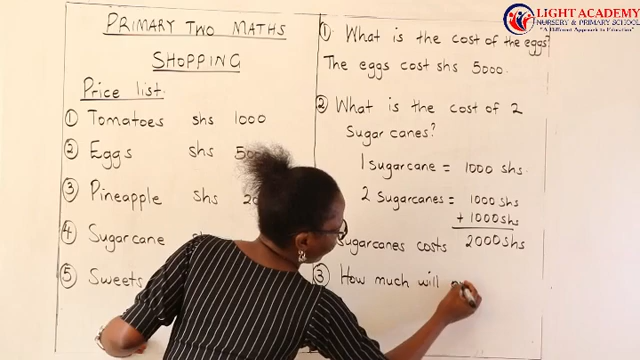 LIGHT ACADEMY
NURSERY & PRIMARY SCHOOL
"A Different Approach to Education"
PRIMARY TWO MATHS
SHOPPING
Price list:
① Tomatoes shs 1000
② Eggs shs
③ Pineapple shs
④ Sugarcane shs
⑤ Sweets
① What is the cost of the eggs?
The eggs cost shs 5000.
② What is the cost of 2
Sugar canes?
1 sugarcane = 1000 shs.
2 sugarcanes = 1000 shs
+ 1000 shs
sugarcanes costs 2000 shs
③ How much will